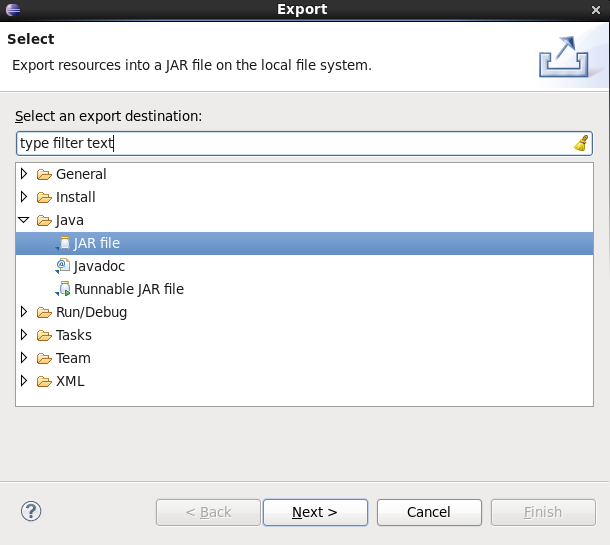 Export
Select
Export resources into a JAR file on the local file system.
Select an export destination:
type filter text
General
Install
Java
JAR file
Javadoc
Runnable JAR file
Run/Debug
Tasks
Team
XML
< Back Next > Cancel Finish